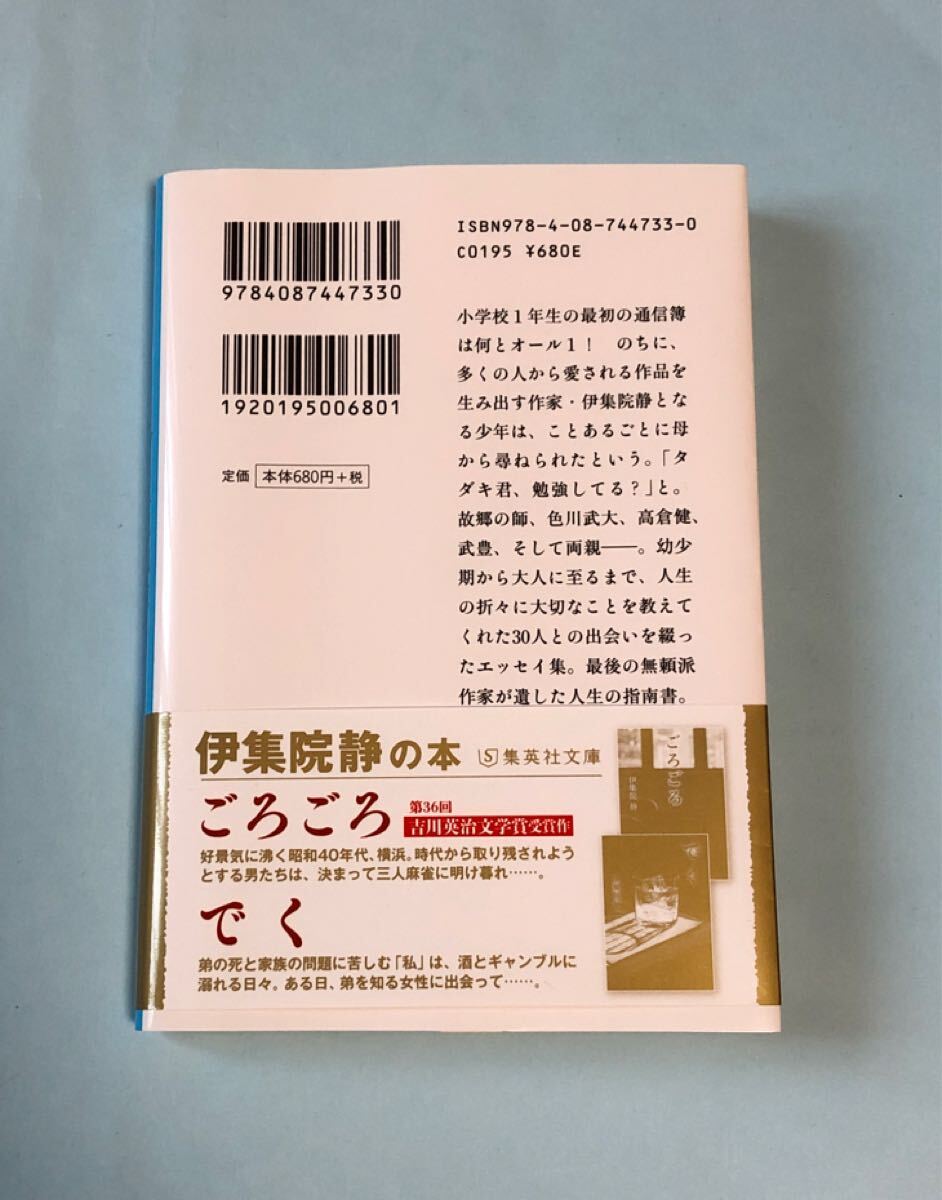 9784087447330
1920195006801
定価 本体680円+税
ISBN978-4-08-744733-0
C0195 ¥680E
小学校1年生の最初の通信簿
は何とオール1! のちに、
多くの人から愛される作品を
生み出す作家・伊集院静とな
る少年は、ことあるごとに母
から尋ねられたという。「タ
ダキ君、勉強してる?」と。
故郷の師、色川武大、高倉健、
武豊、そして両親――。幼少
期から大人に至るまで、人生
の折々に大切なことを教えて
くれた30人との出会いを綴っ
たエッセイ集。最後の無頼派
作家が遺した人生の指南書。
伊集院静の本 S集英社文庫
ごろごろ 第36回
吉川英治文学賞受賞作
好景気に沸く昭和40年代、横浜。時代から取り残されよう
とする男たちは、決まって三人麻雀に明け暮れ……。
でく
弟の死と家族の問題に苦しむ「私」は、酒とギャンブルに
溺れる日々。ある日、弟を知る女性に出会って……。
ごろごろ
伊集院 静